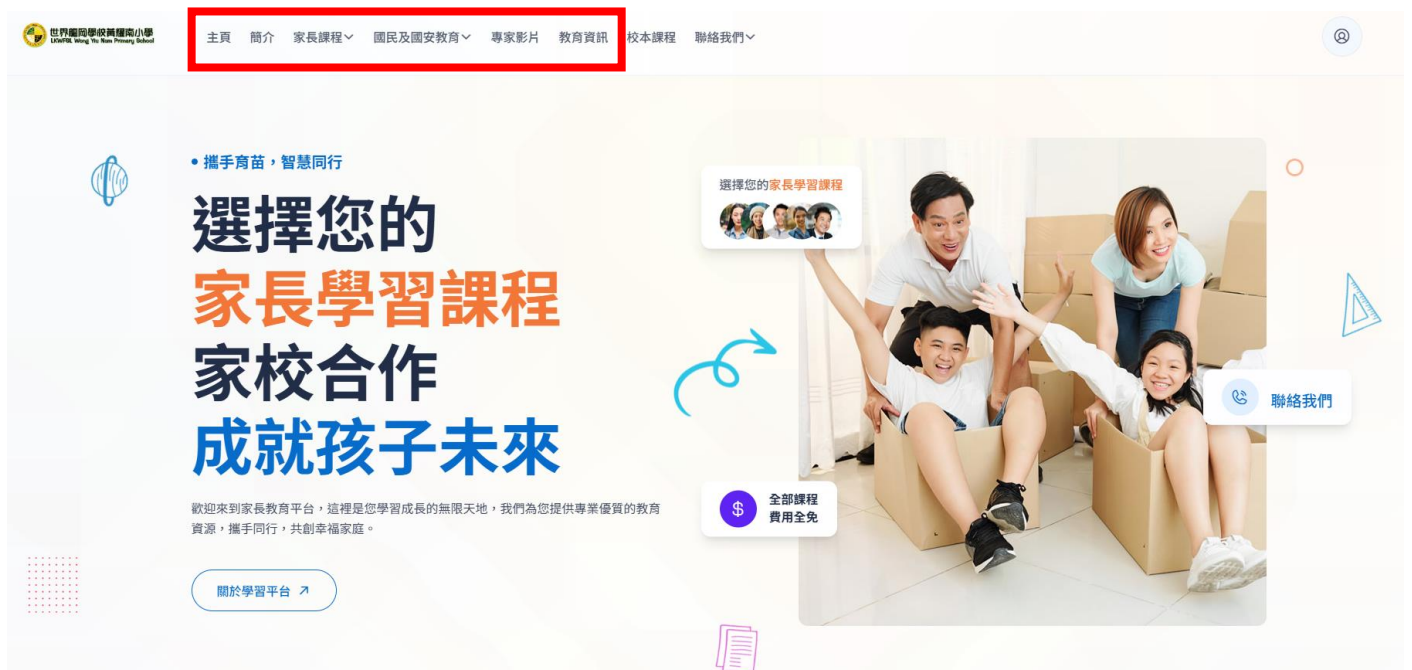 世界龍岡學校黃耀南小學
LKWFSL Wong Yiu Nam Primary School
主頁 簡介 家長課程 國民及國安教育 專家影片 教育資訊 校本課程 聯絡我們
攜手育苗，智慧同行
選擇您的
家長學習課程
家校合作
成就孩子未來
歡迎來到家長教育平台，這裡是您學習成長的無限天地，我們為您提供專業優質的教育
資源，攜手同行，共創幸福家庭。
關於學習平台
選擇您的家長學習課程
$
全部課程
費用全免
聯絡我們